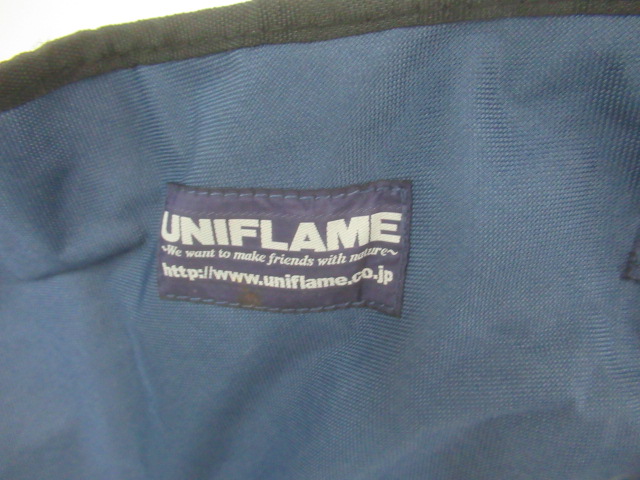 UNIFLAME
~We want to make friends with nature~
http://www.uniflame.co.jp